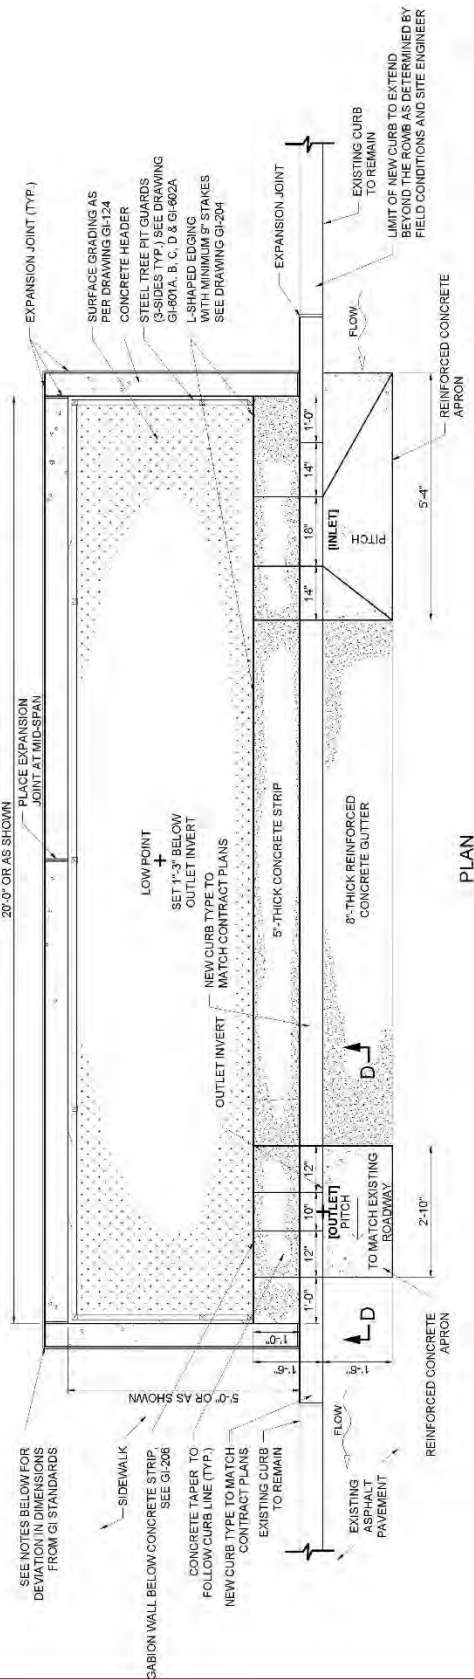 SEE NOTES BELOW FOR
DEVIATION IN DIMENSIONS
FROM GI STANDARDS
20'-0" OR AS SHOWN
PLACE EXPANSION
JOINT AT MID-SPAN
EXPANSION JOINT (TYP.)
SURFACE GRADING AS
PER DRAWING GI-124
CONCRETE HEADER
STEEL TREE PIT GUARDS
(3-SIDES TYP.) SEE DRAWING
GI-601A, B, C, D & GI-602A
L-SHAPED EDGING
WITH MINIMUM 9" STAKES
SEE DRAWING GI-204
EXPANSION JOINT
EXISTING CURB
TO REMAIN
LIMIT OF NEW CURB TO EXTEND
BEYOND THE ROWB AS DETERMINED BY
FIELD CONDITIONS AND SITE ENGINEER
SIDEWALK
5'-0" OR AS SHOWN
GABION WALL BELOW CONCRETE STRIP,
SEE GI-206
CONCRETE TAPER TO
FOLLOW CURB LINE (TYP.)
NEW CURB TYPE TO MATCH
CONTRACT PLANS
EXISTING CURB
TO REMAIN
LOW POINT
SET 1"-3" BELOW
OUTLET INVERT
OUTLET INVERT
NEW CURB TYPE TO
MATCH CONTRACT PLANS
5"-THICK CONCRETE STRIP
8"-THICK REINFORCED
CONCRETE GUTTER
1'-0"
1'-6"
1'-6"
1'-0"
12"
10"
12"
[OUTLET]
PITCH
TO MATCH EXISTING
ROADWAY
2'-10"
14"
18"
14"
1'-0"
[INLET]
PITCH
5'-4"
FLOW
FLOW
D
D
EXISTING
ASPHALT
PAVEMENT
REINFORCED CONCRETE
APRON
REINFORCED CONCRETE
APRON
PLAN